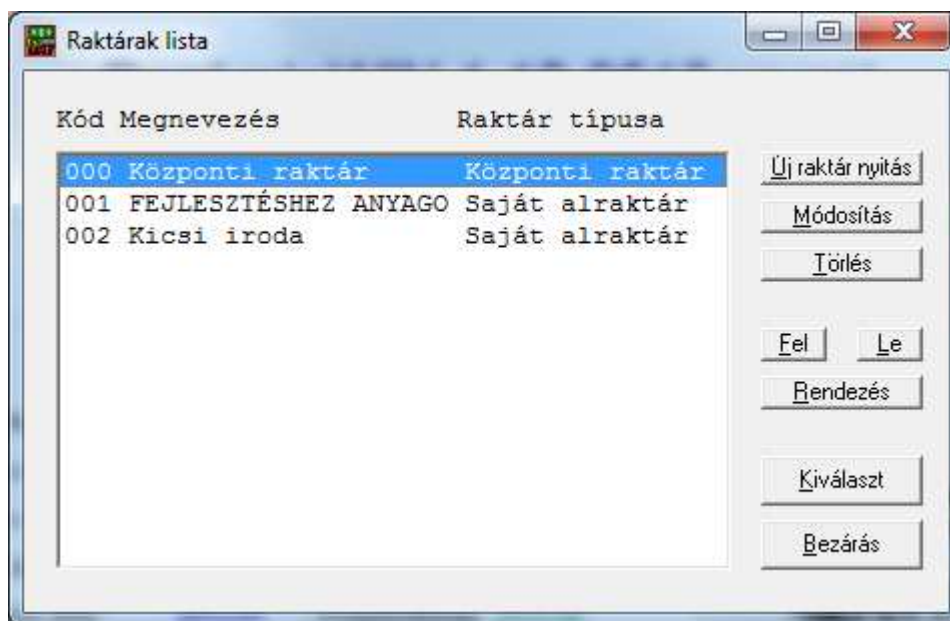 Raktárak lista
Kód Megnevezés Raktár típusa
000 Központi raktár Központi raktár
001 FEJLESZTÉSHEZ ANYAGO Saját alraktár
002 Kicsi iroda Saját alraktár
Új raktár nyitás
Módosítás
Törlés
Fel Le
Rendezés
Kiválaszt
Bezárás